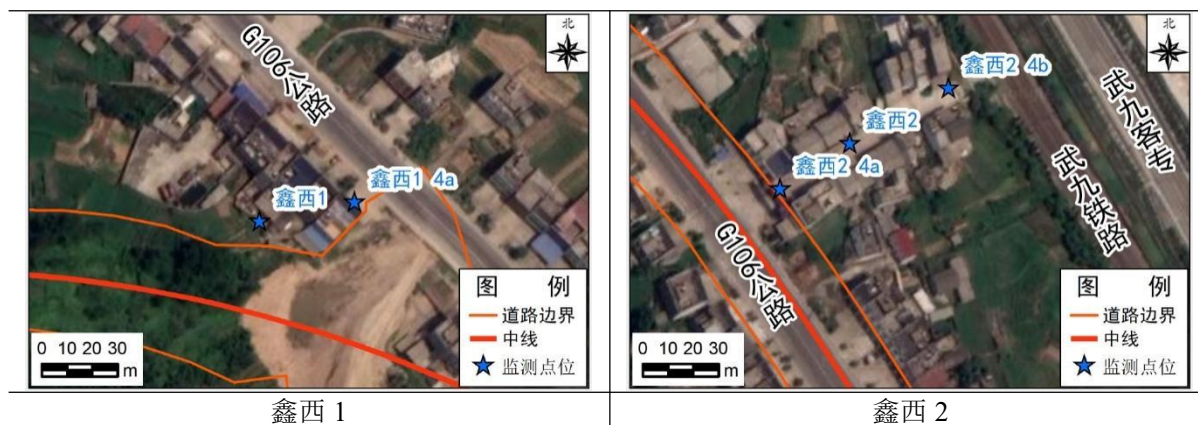 北
G106公路
鑫西1 4a
鑫西1
图 例
道路边界
中线
监测点位
0 10 20 30
m
鑫西 1
北
鑫西2 4b
鑫西2
鑫西2 4a
武九客专
武九铁路
G106公路
图 例
道路边界
中线
监测点位
0 10 20 30
m
鑫西 2